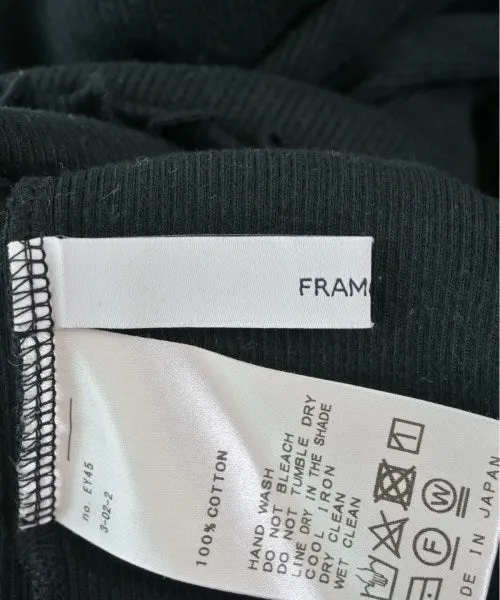 FRAM
no. EY45
3-02-2
100% COTTON
HAND WASH
DO NOT BLEACH
DO NOT TUMBLE DRY
LINE DRY IN THE SHADE
COOL IRON
DRY CLEAN
WET CLEAN
W
F
DE IN JAPAN